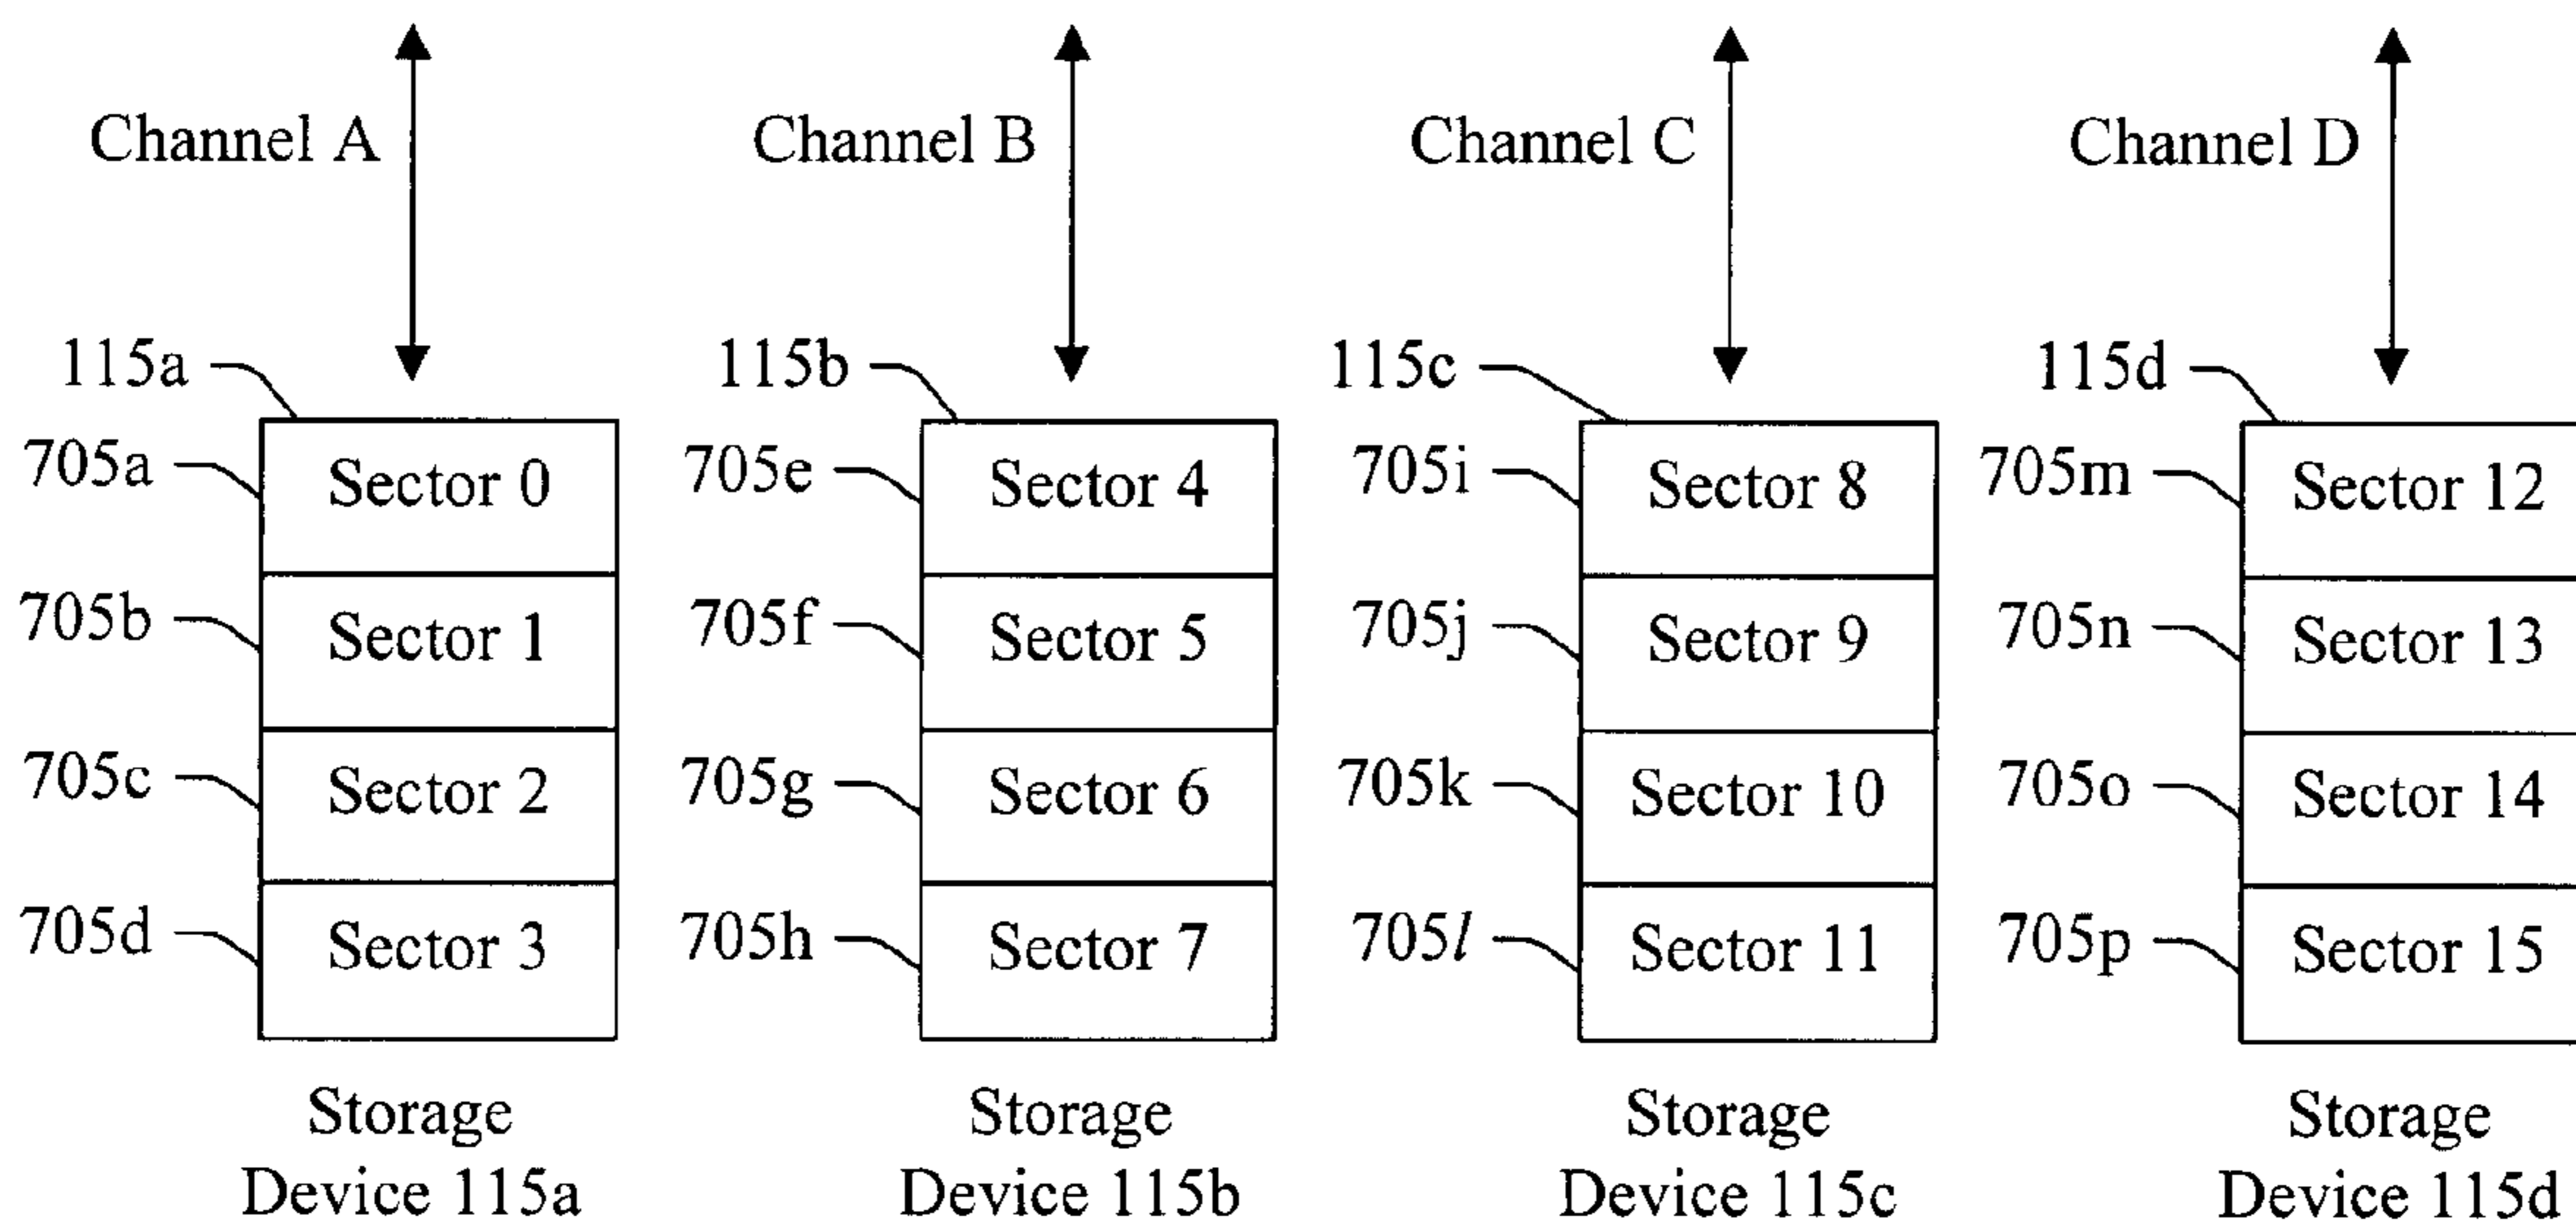 Channel A
Channel B
Channel C
Channel D
115a
115b
115c
115d
705a
Sector 0
705e
Sector 4
705i
Sector 8
705m
Sector 12
705b
Sector 1
705f
Sector 5
705j
Sector 9
705n
Sector 13
705c
Sector 2
705g
Sector 6
705k
Sector 10
705o
Sector 14
705d
Sector 3
705h
Sector 7
705l
Sector 11
705p
Sector 15
Storage
Device 115a
Storage
Device 115b
Storage
Device 115c
Storage
Device 115d